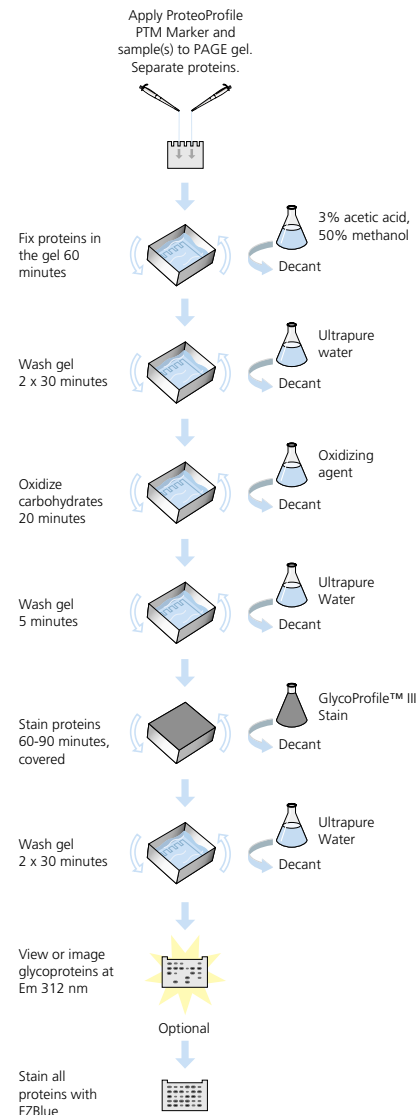 Apply ProteoProfile
PTM Marker and
sample(s) to PAGE gel.
Separate proteins.
Fix proteins in
the gel 60
minutes
3% acetic acid,
50% methanol
Decant
Wash gel
2 x 30 minutes
Ultrapure
water
Decant
Oxidize
carbohydrates
20 minutes
Oxidizing
agent
Decant
Wash gel
5 minutes
Ultrapure
Water
Decant
Stain proteins
60-90 minutes,
covered
GlycoProfile™ III
Stain
Decant
Wash gel
2 x 30 minutes
Ultrapure
Water
Decant
View or image
glycoproteins at
Em 312 nm
Optional
Stain all
proteins with
EZBlue